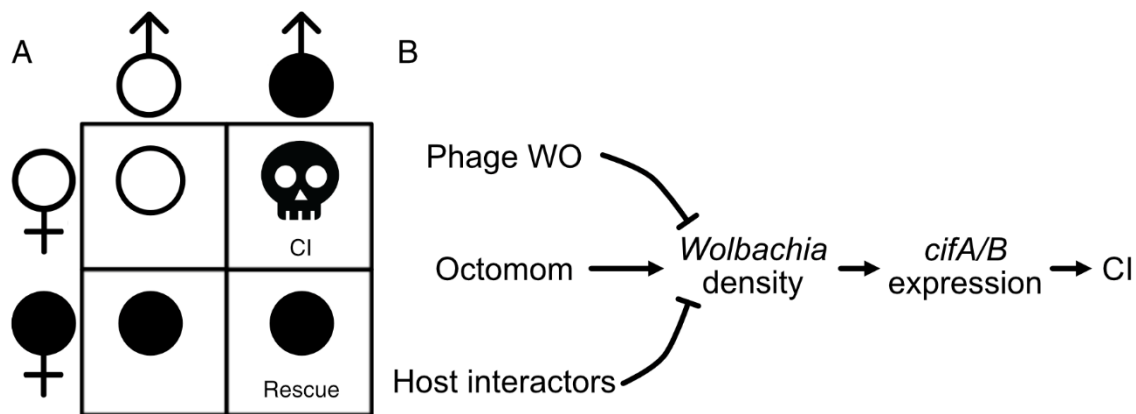 A
B
CI
Rescue
Phage WO
Octomom
Host interactors
Wolbachia
density
cifA/B
expression
CI